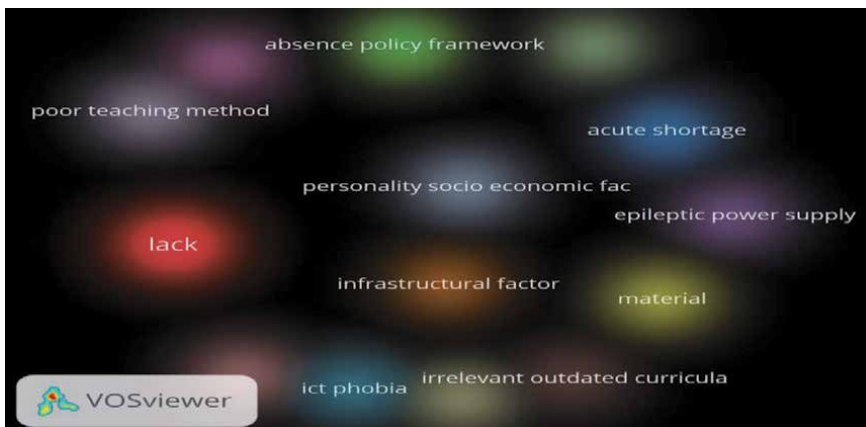 absence policy framework
poor teaching method
acute shortage
personality socio economic fac
epileptic power supply
lack
infrastructural factor
material
irrelevant outdated curricula
ict phobia
VOSviewer